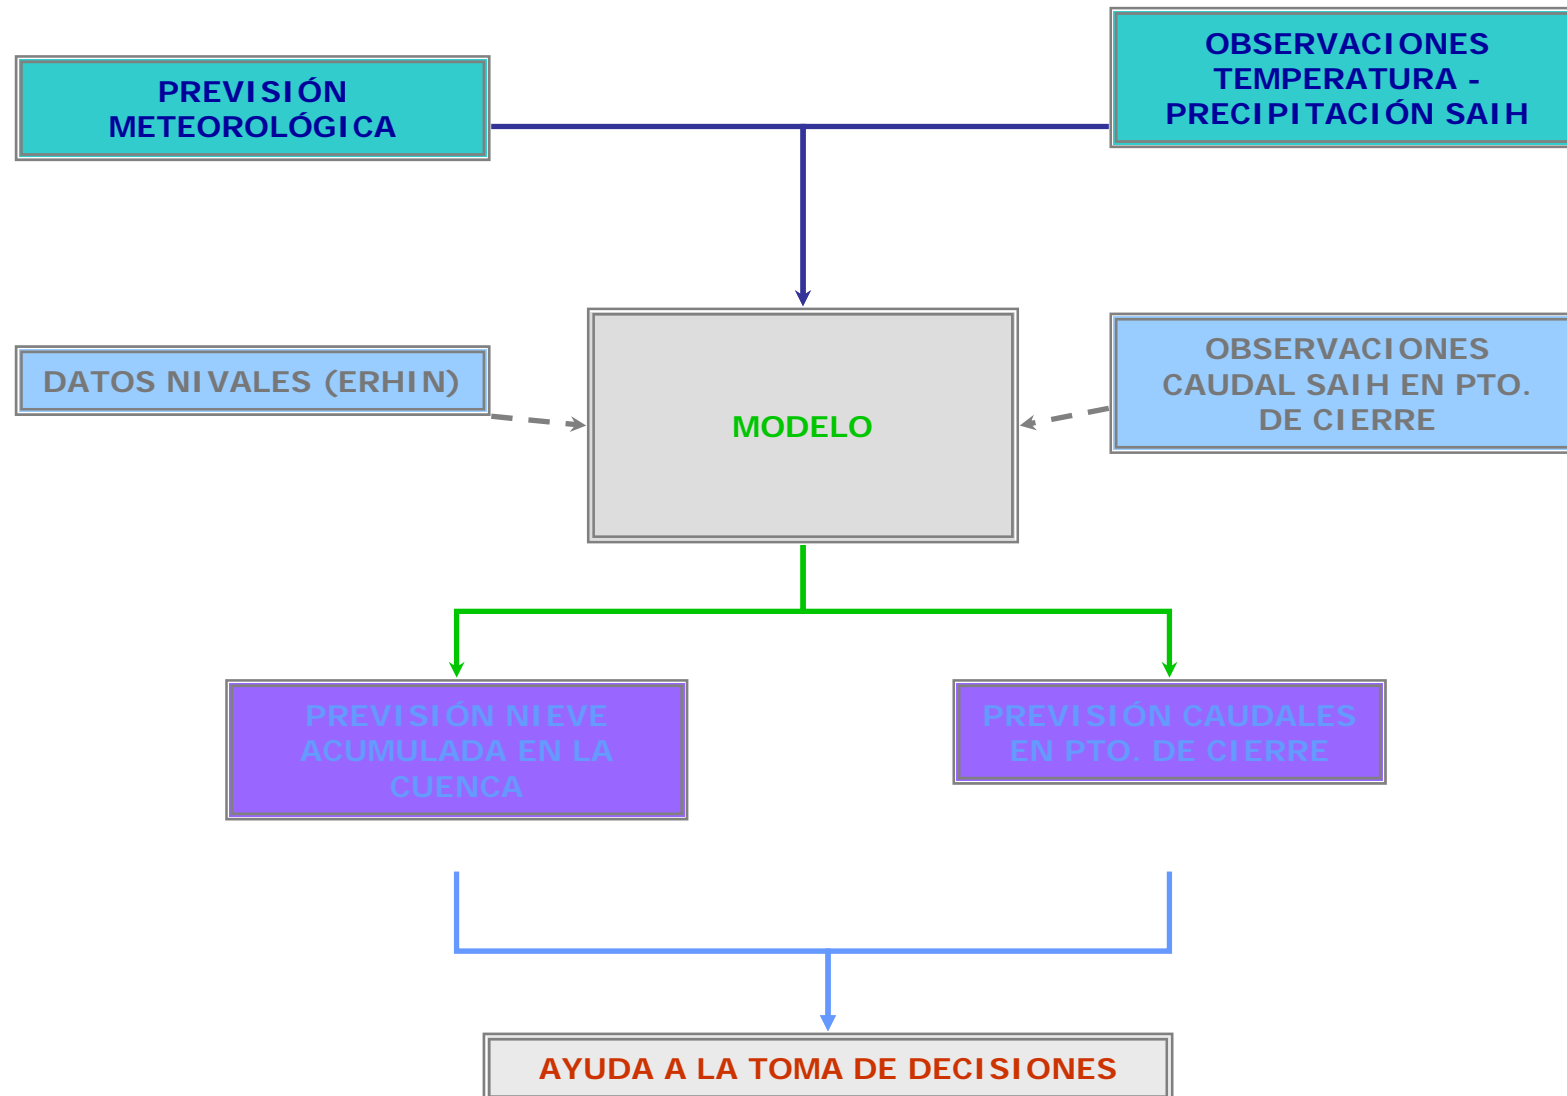 PREVISIÓN
METEOROLÓGICA
OBSERVACIONES
TEMPERATURA -
PRECIPITACIÓN SAIH
DATOS NIVALES (ERHIN)
MODELO
OBSERVACIONES
CAUDAL SAIH EN PTO.
DE CIERRE
PREVISIÓN NIEVE
ACUMULADA EN LA
CUENCA
PREVISIÓN CAUDALES
EN PTO. DE CIERRE
AYUDA A LA TOMA DE DECISIONES